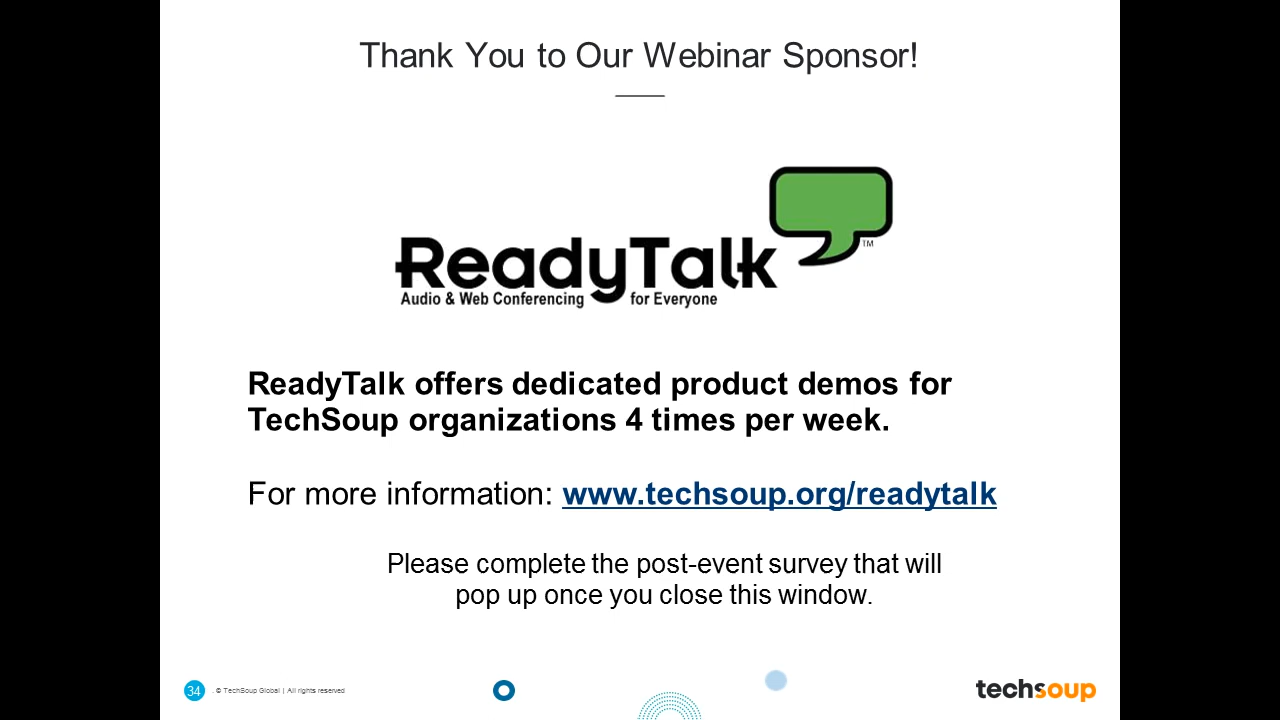 Thank You to Our Webinar Sponsor!
ReadyTalk
TM
Audio & Web Conferencing for Everyone
ReadyTalk offers dedicated product demos for
TechSoup organizations 4 times per week.
For more information: www.techsoup.org/readytalk
Please complete the post-event survey that will
pop up once you close this window.
34 . © TechSoup Global | All rights reserved
techsoup